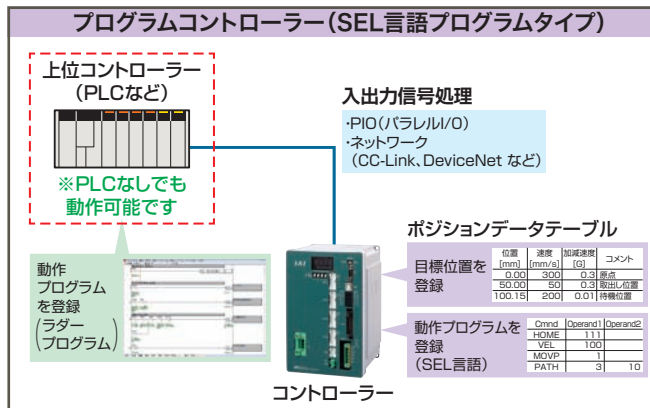 プログラムコントローラー（SEL言語プログラムタイプ）
上位コントローラー
（PLCなど）
※PLCなしでも
動作可能です
入出力信号処理
・PIO（パラレルI/O）
・ネットワーク
（CC-Link、DeviceNet など）
動作
プログラム
を登録
（ラダー
プログラム）
IAI
コントローラー
ポジションデータテーブル
目標位置を
登録
位置 速度 加減速度 コメント
[mm] [mm/s] [G]
0.00 300 0.3 原点
50.00 50 0.3 取出し位置
100.15 200 0.01 待機位置
動作プログラムを
登録
（SEL言語）
Cmnd Operand1 Operand2
HOME 111
VEL 100
MOVP 1
PATH 3 10